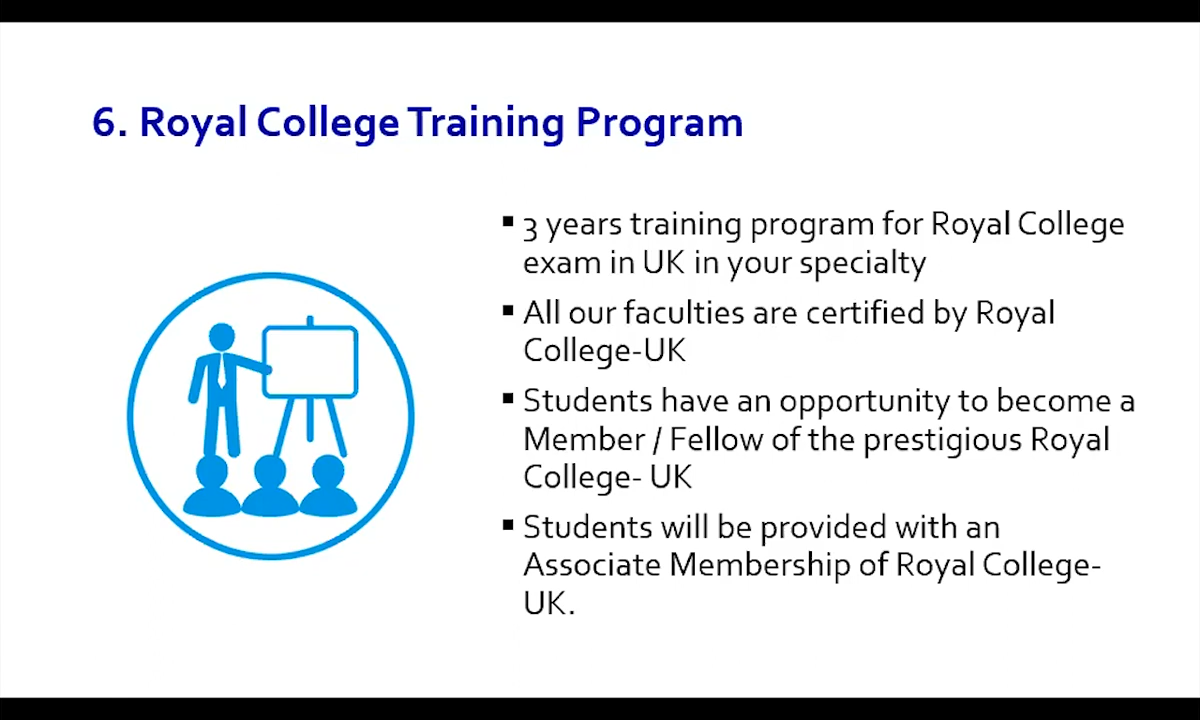 6. Royal College Training Program
▪ 3 years training program for Royal College
exam in UK in your specialty
▪ All our faculties are certified by Royal
College-UK
▪ Students have an opportunity to become a
Member / Fellow of the prestigious Royal
College- UK
▪ Students will be provided with an
Associate Membership of Royal College-
UK.